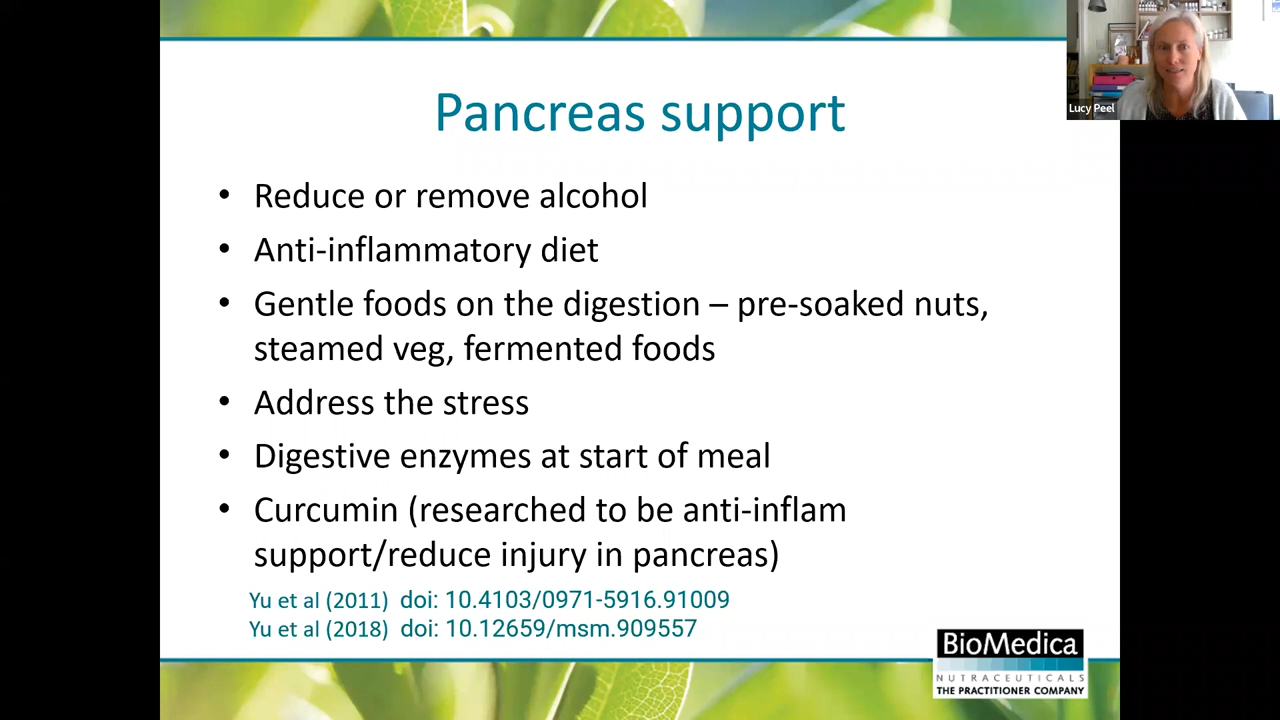 Pancreas support
Lucy Peel
• Reduce or remove alcohol
• Anti-inflammatory diet
• Gentle foods on the digestion – pre-soaked nuts,
steamed veg, fermented foods
• Address the stress
• Digestive enzymes at start of meal
• Curcumin (researched to be anti-inflam
support/reduce injury in pancreas)
Yu et al (2011) doi: 10.4103/0971-5916.91009
Yu et al (2018) doi: 10.12659/msm.909557
BioMedica
NUTRACEUTICALS
THE PRACTITIONER COMPANY